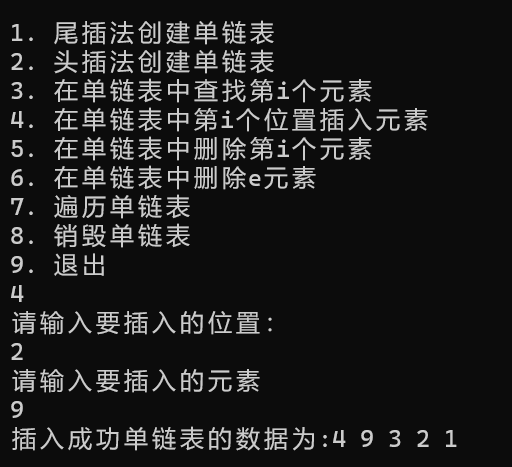 1. 尾插法创建单链表
2. 头插法创建单链表
3. 在单链表中查找第i个元素
4. 在单链表中第i个位置插入元素
5. 在单链表中删除第i个元素
6. 在单链表中删除e元素
7. 遍历单链表
8. 销毁单链表
9. 退出
4
请输入要插入的位置:
2
请输入要插入的元素
9
插入成功单链表的数据为:4 9 3 2 1